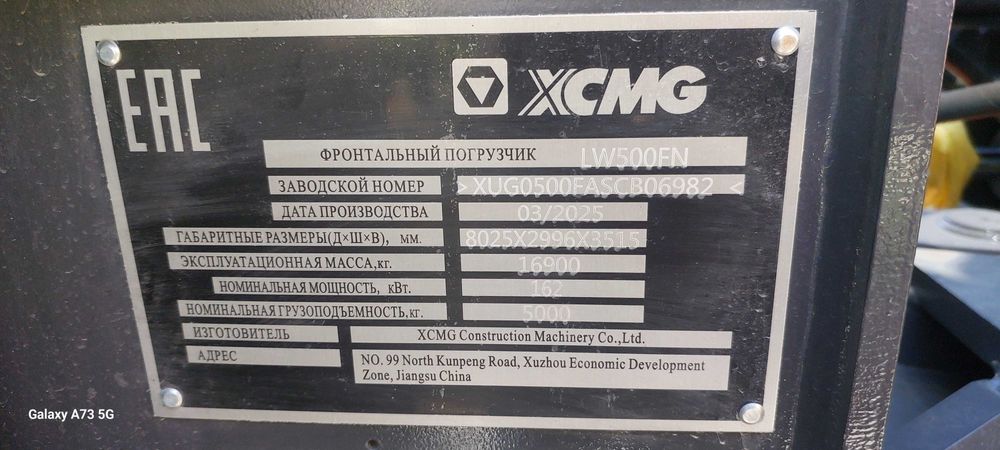 EAC
XCMG
ФРОНТАЛЬНЫЙ ПОГРУЗЧИК LW500FN
ЗАВОДСКОЙ НОМЕР >XUG0500FASCB06982<
ДАТА ПРОИЗВОДСТВА 03/2025
ГАБАРИТНЫЕ РАЗМЕРЫ(Д×Ш×В), ММ. 8025X2996X3515
ЭКСПЛУАТАЦИОННАЯ МАССА,кг. 16900
НОМИНАЛЬНАЯ МОЩНОСТЬ, кВт. 162
НОМИНАЛЬНАЯ ГРУЗОПОДЪЕМНОСТЬ,кг. 5000
ИЗГОТОВИТЕЛЬ XCMG Construction Machinery Co.,Ltd.
АДРЕС NO. 99 North Kunpeng Road, Xuzhou Economic Development
Zone, Jiangsu China
Galaxy A73 5G